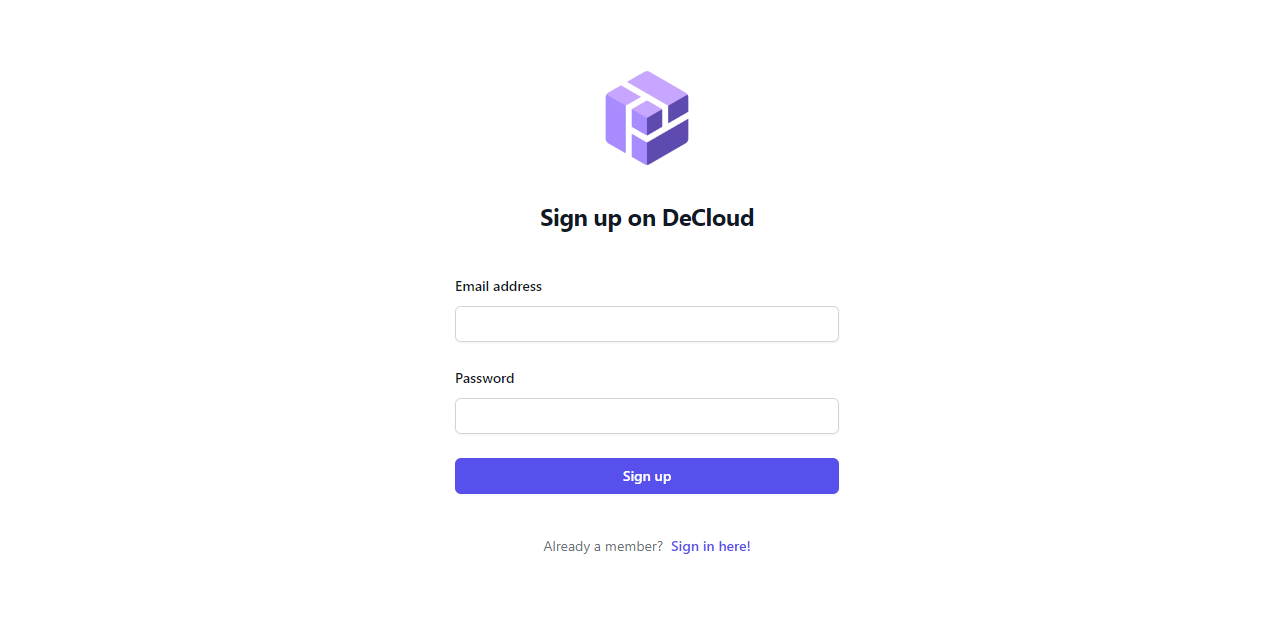 Sign up on DeCloud
Email address
Password
Sign up
Already a member? Sign in here!